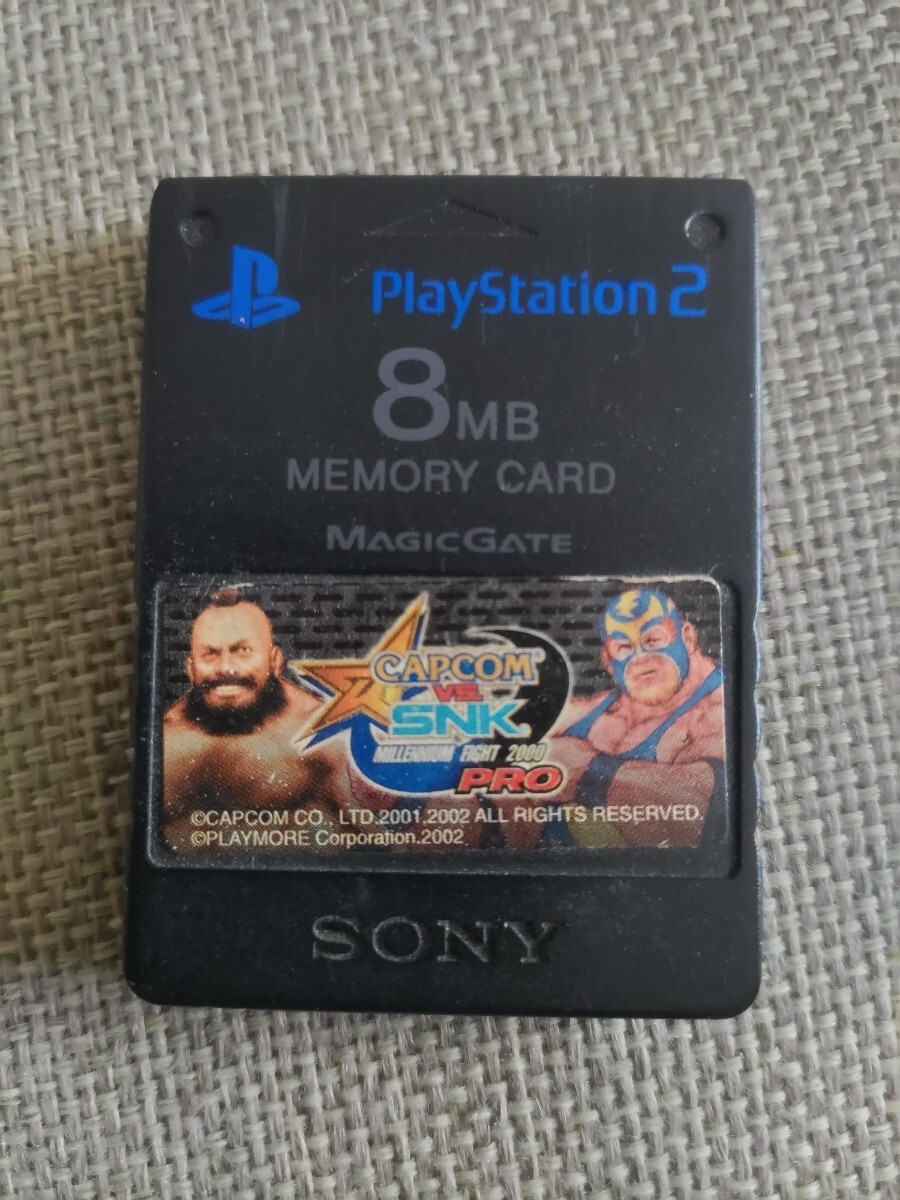 PlayStation 2
8MB
MEMORY CARD
MAGICGATE
CAPCOM
VS.
SNK
MILLENNIUM FIGHT 2000
PRO
©CAPCOM CO., LTD.2001,2002 ALL RIGHTS RESERVED.
©PLAYMORE Corporation.2002
SONY